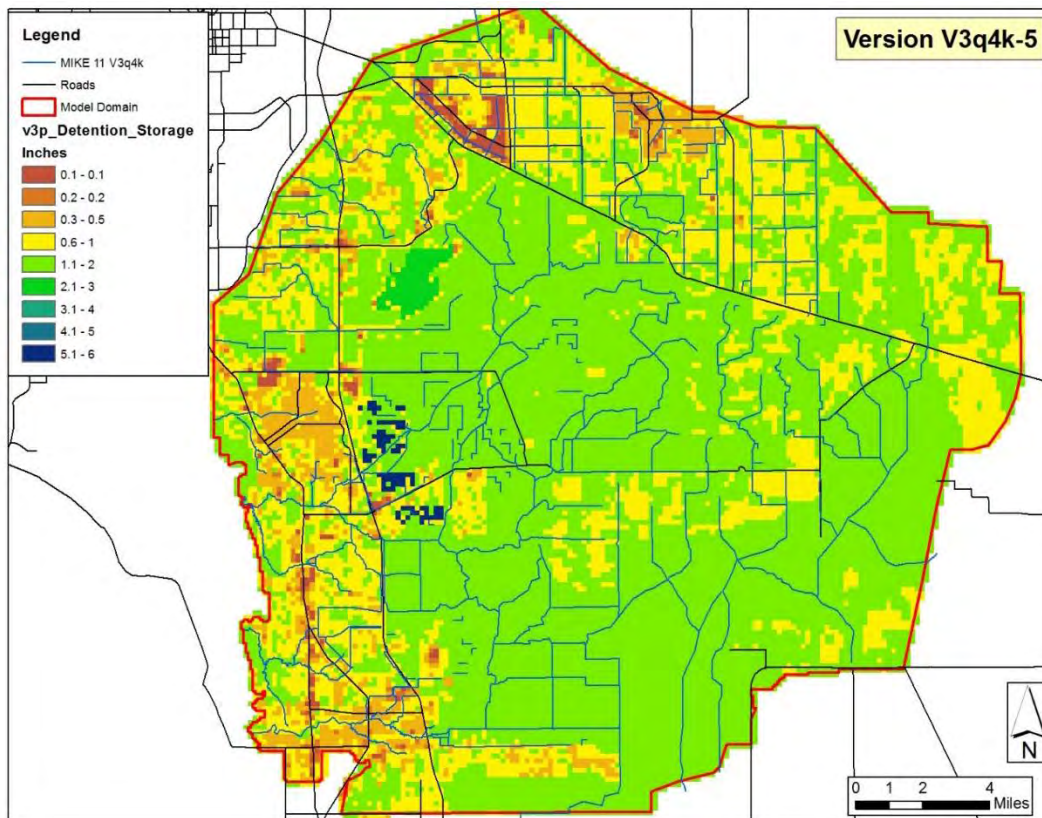 Legend
MIKE 11 V3q4k
Roads
Model Domain
v3p_Detention_Storage
Inches
0.1 - 0.1
0.2 - 0.2
0.3 - 0.5
0.6 - 1
1.1 - 2
2.1 - 3
3.1 - 4
4.1 - 5
5.1 - 6
Version V3q4k-5
N
0 1 2 4
Miles